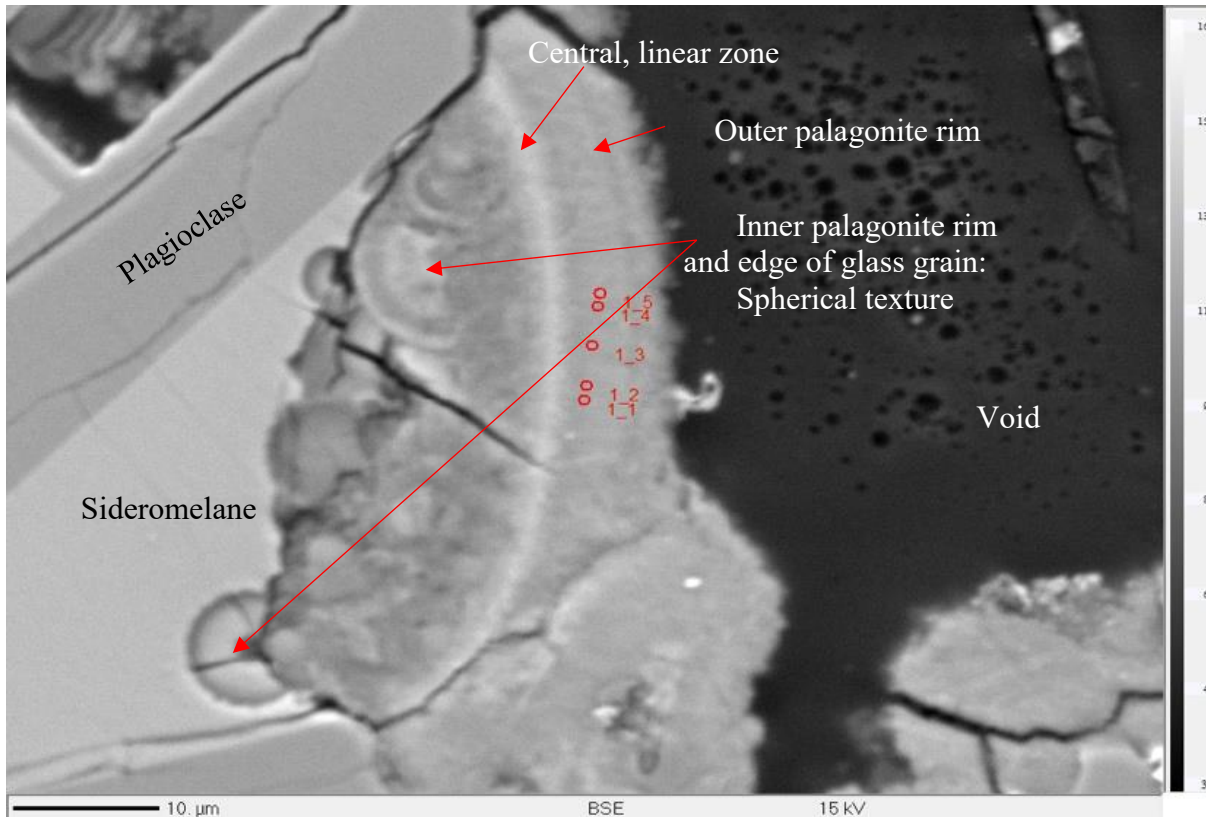 Central, linear zone
Outer palagonite rim
Plagioclase
Inner palagonite rim
and edge of glass grain:
Spherical texture
1_5
1_4
1_3
1_2
1_1
Void
Sideromelane
10. µm BSE 15 kV